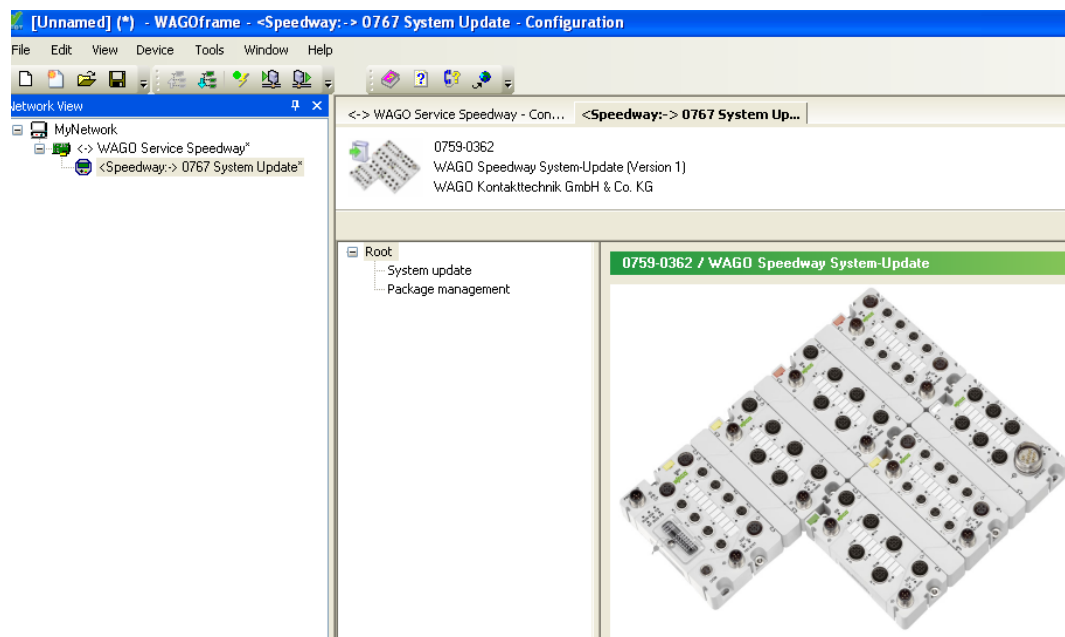 [Unnamed] (*) - WAGOframe - <Speedway:-> 0767 System Update - Configuration
File Edit View Device Tools Window Help
Network View
MyNetwork
<-> WAGO Service Speedway*
<Speedway:-> 0767 System Update*
<-> WAGO Service Speedway - Con... <Speedway:-> 0767 System Up...
0759-0362
WAGO Speedway System-Update (Version 1)
WAGO Kontakttechnik GmbH & Co. KG
Root
System update
Package management
0759-0362 / WAGO Speedway System-Update